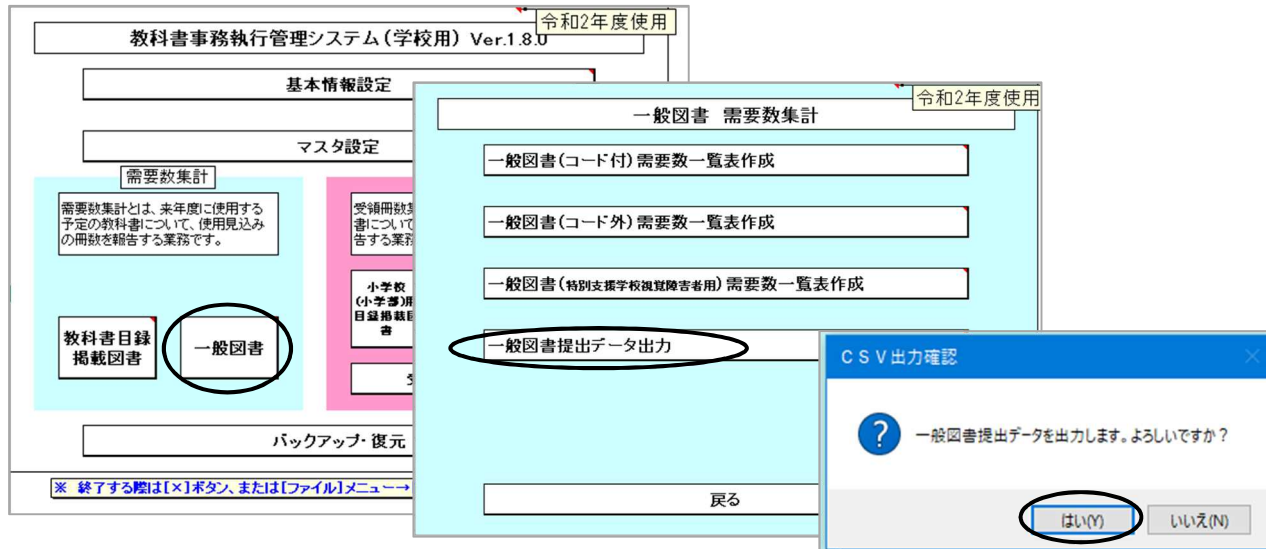 令和2年度使用
教科書事務執行管理システム(学校用) Ver.1.8.0
基本情報設定
マスタ設定
需要数集計
需要数集計とは、来年度に使用する
予定の教科書について、使用見込み
の冊数を報告する業務です。
教科書目録
掲載図書
一般図書
受領冊数
書について
告する業務
小学校
(小学部)用
目録掲載図
書
バックアップ・復元
※ 終了する際は[×]ボタン、または[ファイル]メニュー→
令和2年度使用
一般図書 需要数集計
一般図書(コード付)需要数一覧表作成
一般図書(コード外)需要数一覧表作成
一般図書(特別支援学校視覚障害者用)需要数一覧表作成
一般図書提出データ出力
戻る
CSV出力確認
一般図書提出データを出力します。よろしいですか?
はい(Y)
いいえ(N)